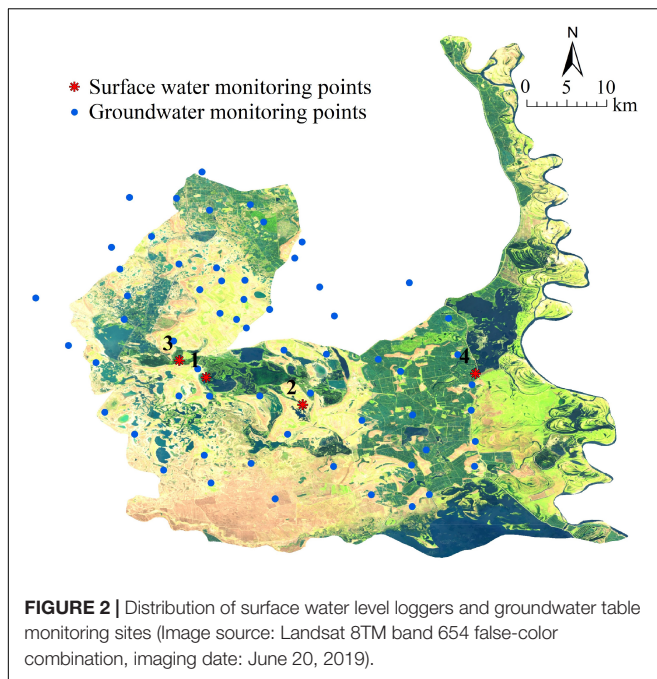 N
0 5 10
km
Surface water monitoring points
Groundwater monitoring points
3
1
2
4
FIGURE 2 | Distribution of surface water level loggers and groundwater table
monitoring sites (Image source: Landsat 8TM band 654 false-color
combination, imaging date: June 20, 2019).